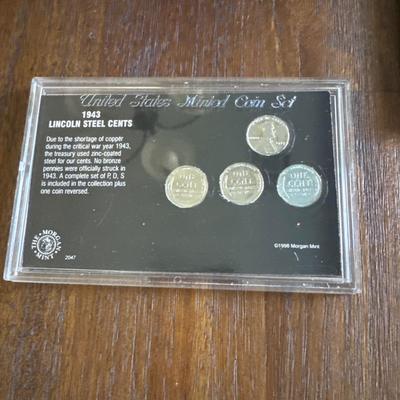 United States Minted Coin Set
1943
LINCOLN STEEL CENTS
Due to the shortage of copper
during the critical war year 1943,
the treasury used zinc-coated
steel for our cents. No bronze
pennies were officially struck in
1943. A complete set of P, D, S
is included in the collection plus
one coin reversed.
ONE
CENT
ONE
CENT
ONE
CENT
THE MORGAN MINT
2047
©1998 Morgan Mint